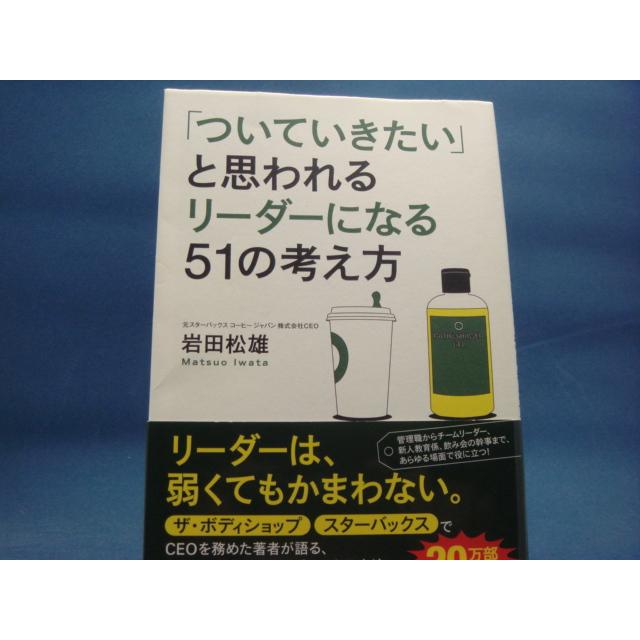 「ついていきたい」
と思われる
リーダーになる
51の考え方
元スターバックス コーヒー ジャパン 株式会社CEO
岩田松雄
Matsuo Iwata
管理職からチームリーダー、
新人教育係、飲み会の幹事まで、
あらゆる場面で役に立つ!
リーダーは、
弱くてもかまわない。
ザ・ボディショップ スターバックス で
CEOを務めた著者が語る、
20万部